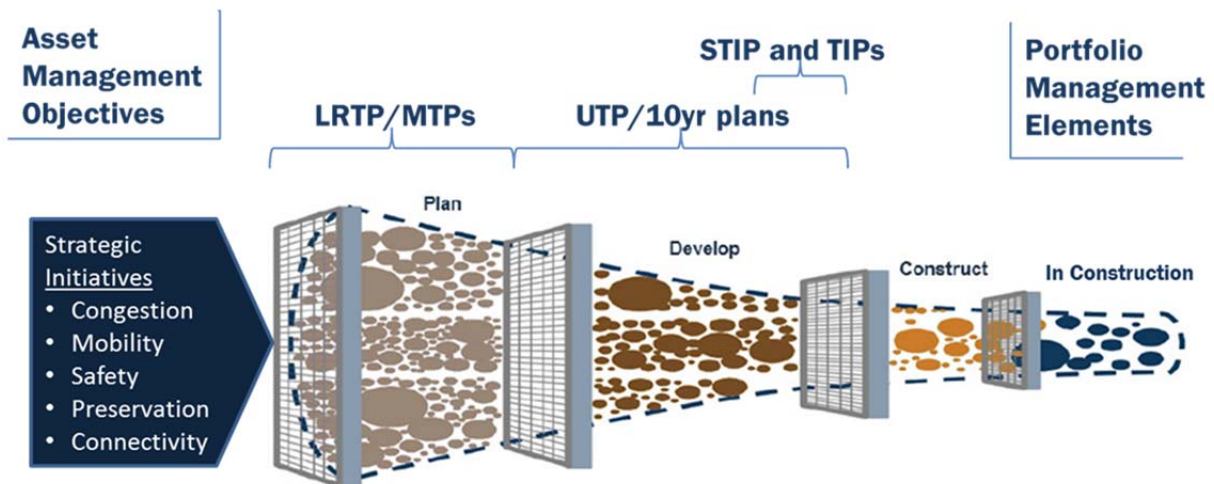 Asset
Management
Objectives
STIP and TIPs
Portfolio
Management
Elements
LRTP/MTPs
UTP/10yr plans
Plan
Develop
Construct
In Construction
Strategic
Initiatives
• Congestion
• Mobility
• Safety
• Preservation
• Connectivity